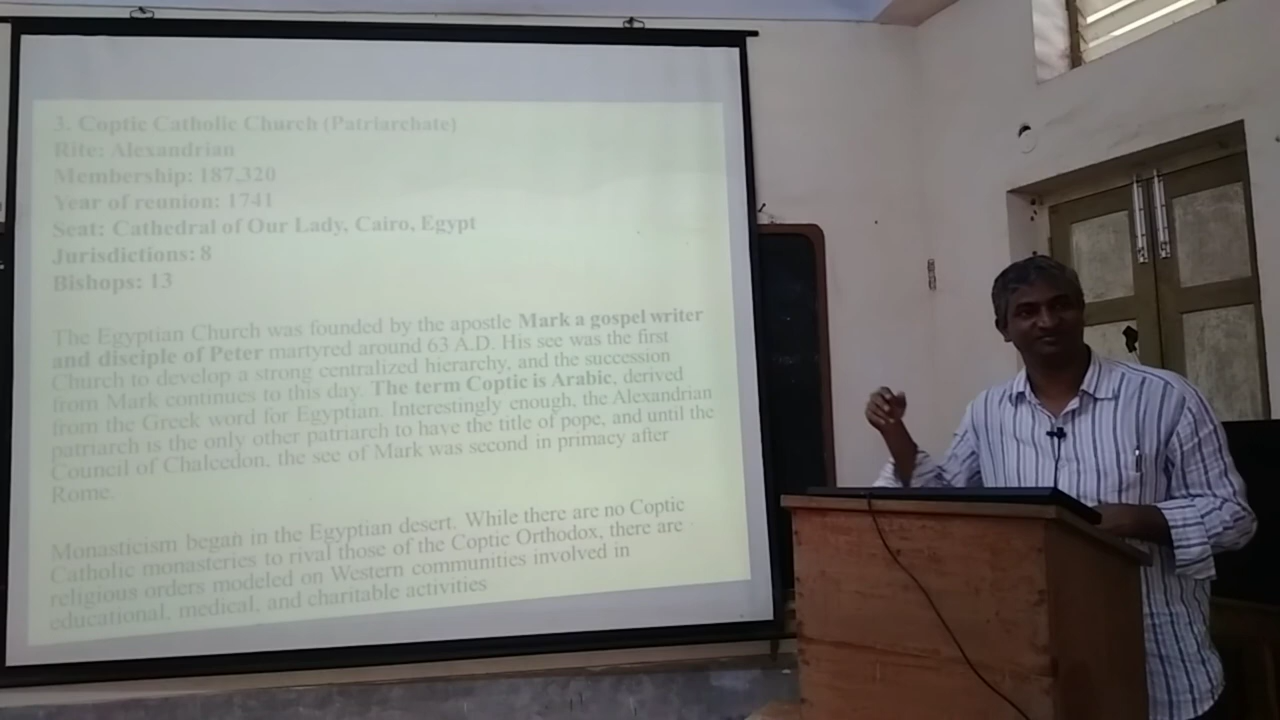 3. Coptic Catholic Church (Patriarchate)
Rite: Alexandrian
Membership: 187,320
Year of reunion: 1741
Seat: Cathedral of Our Lady, Cairo, Egypt
Jurisdictions: 8
Bishops: 13
The Egyptian Church was founded by the apostle Mark a gospel writer
and disciple of Peter martyred around 63 A.D. His see was the first
Church to develop a strong centralized hierarchy, and the succession
from Mark continues to this day. The term Coptic is Arabic, derived
from the Greek word for Egyptian. Interestingly enough, the Alexandrian
patriarch is the only other patriarch to have the title of pope, and until the
Council of Chalcedon, the see of Mark was second in primacy after
Rome.
Monasticism began in the Egyptian desert. While there are no Coptic
Catholic monasteries to rival those of the Coptic Orthodox, there are
religious orders modeled on Western communities involved in
educational, medical, and charitable activities